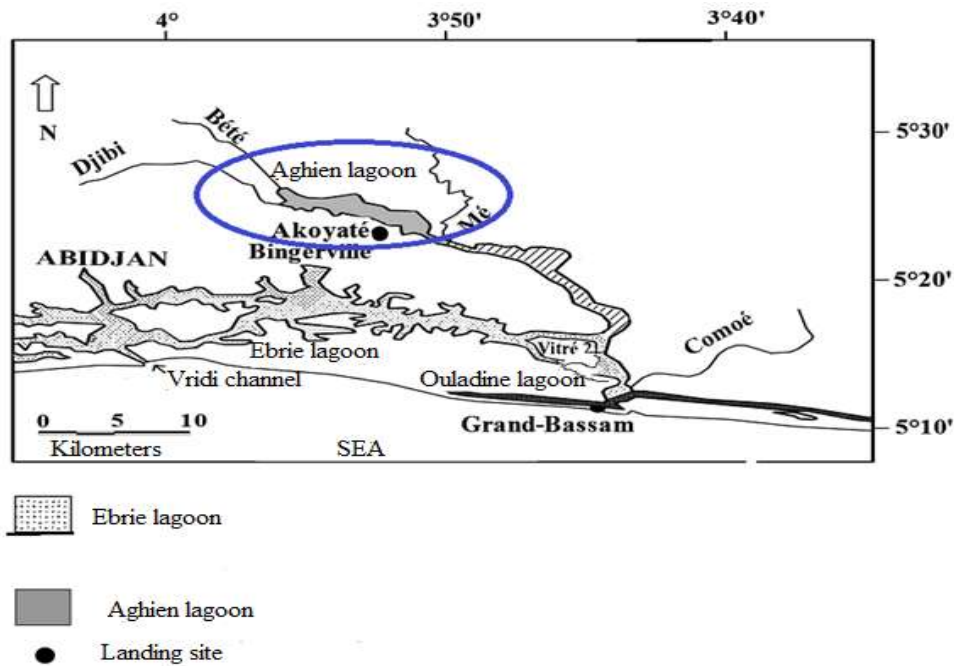 4° 3°50' 3°40'
N
Bété
Djibi
Aghien lagoon
5°30'
Mé
Akoyaté
Bingerville
ABIDJAN
5°20'
Comoé
Vitré 2
Ebrie lagoon
Vridi channel
Ouladine lagoon
0 5 10
Grand-Bassam
5°10'
Kilometers SEA
Ebrie lagoon
Aghien lagoon
Landing site